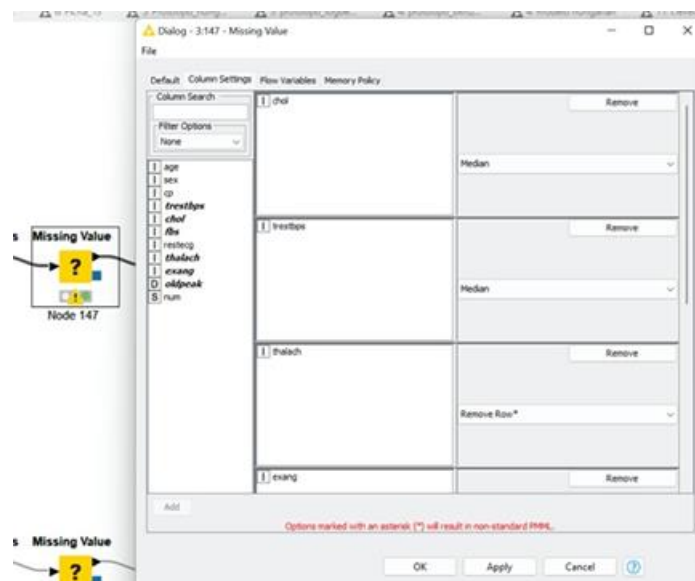 Dialog - 3:147 - Missing Value
File
Default Column Settings Flow Variables Memory Policy
Column Search
Filter Options
None
I age
I sex
I cp
I trestbps
I chol
I fbs
I restecg
I thalach
I exang
D oldpeak
S num
Add
I chol
Remove
Median
I trestbps
Remove
Median
I thalach
Remove
Remove Row*
I exang
Remove
Options marked with an asterisk (*) will result in non-standard PMML.
OK Apply Cancel ?
s Missing Value
?
Node 147
s Missing Value
?